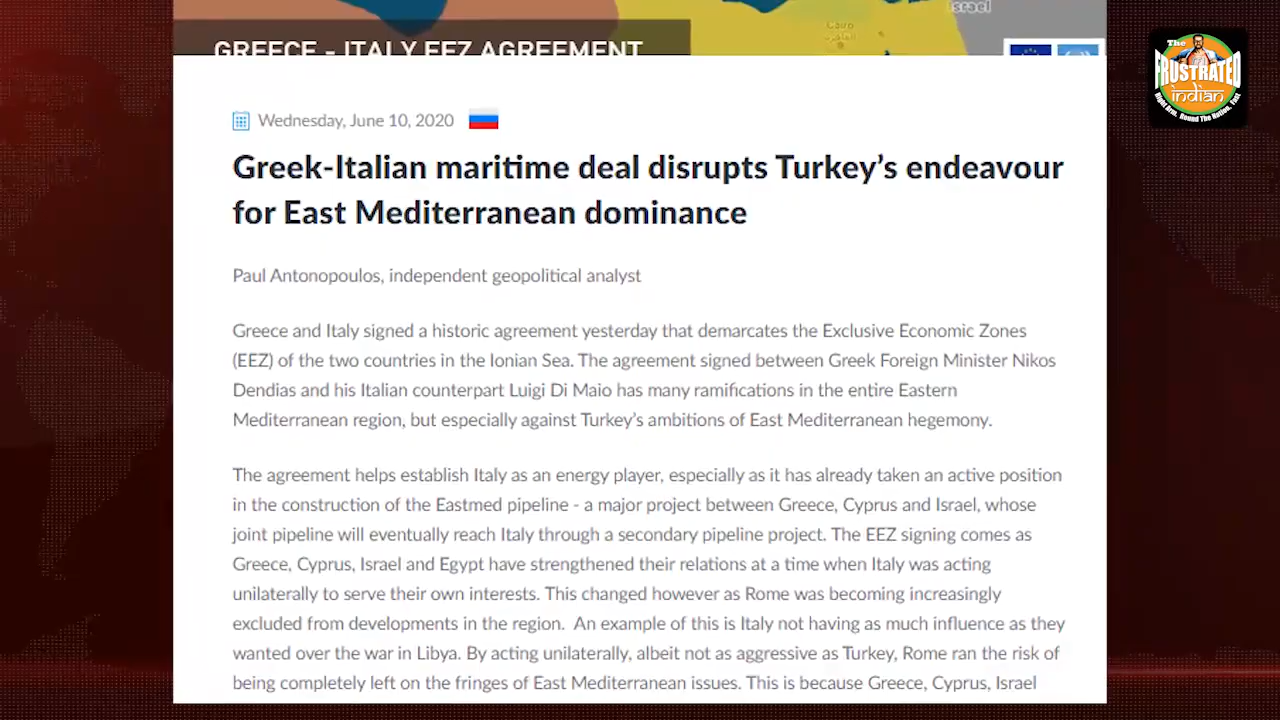 Israel
Cairo
GREECE - ITALY EEZ AGREEMENT
The
FRUSTRATED
indian
Right Arm. Round The Nation. Fast
Wednesday, June 10, 2020
Greek-Italian maritime deal disrupts Turkey’s endeavour
for East Mediterranean dominance
Paul Antonopoulos, independent geopolitical analyst
Greece and Italy signed a historic agreement yesterday that demarcates the Exclusive Economic Zones
(EEZ) of the two countries in the Ionian Sea. The agreement signed between Greek Foreign Minister Nikos
Dendias and his Italian counterpart Luigi Di Maio has many ramifications in the entire Eastern
Mediterranean region, but especially against Turkey’s ambitions of East Mediterranean hegemony.
The agreement helps establish Italy as an energy player, especially as it has already taken an active position
in the construction of the Eastmed pipeline - a major project between Greece, Cyprus and Israel, whose
joint pipeline will eventually reach Italy through a secondary pipeline project. The EEZ signing comes as
Greece, Cyprus, Israel and Egypt have strengthened their relations at a time when Italy was acting
unilaterally to serve their own interests. This changed however as Rome was becoming increasingly
excluded from developments in the region.  An example of this is Italy not having as much influence as they
wanted over the war in Libya. By acting unilaterally, albeit not as aggressive as Turkey, Rome ran the risk of
being completely left on the fringes of East Mediterranean issues. This is because Greece, Cyprus, Israel